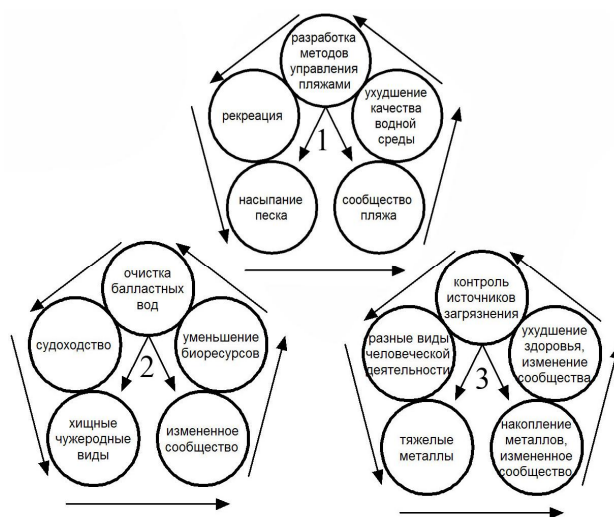 разработка
методов
управления
пляжами
рекреация
ухудшение
качества
водной
среды
1
насыпание
песка
сообщество
пляжа
очистка
балластных
вод
судоходство
уменьшение
биоресурсов
2
хищные
чужеродные
виды
измененное
сообщество
контроль
источников
загрязнения
разные виды
человеческой
деятельности
ухудшение
здоровья,
изменение
сообщества
3
тяжелые
металлы
накопление
металлов,
измененное
сообщество